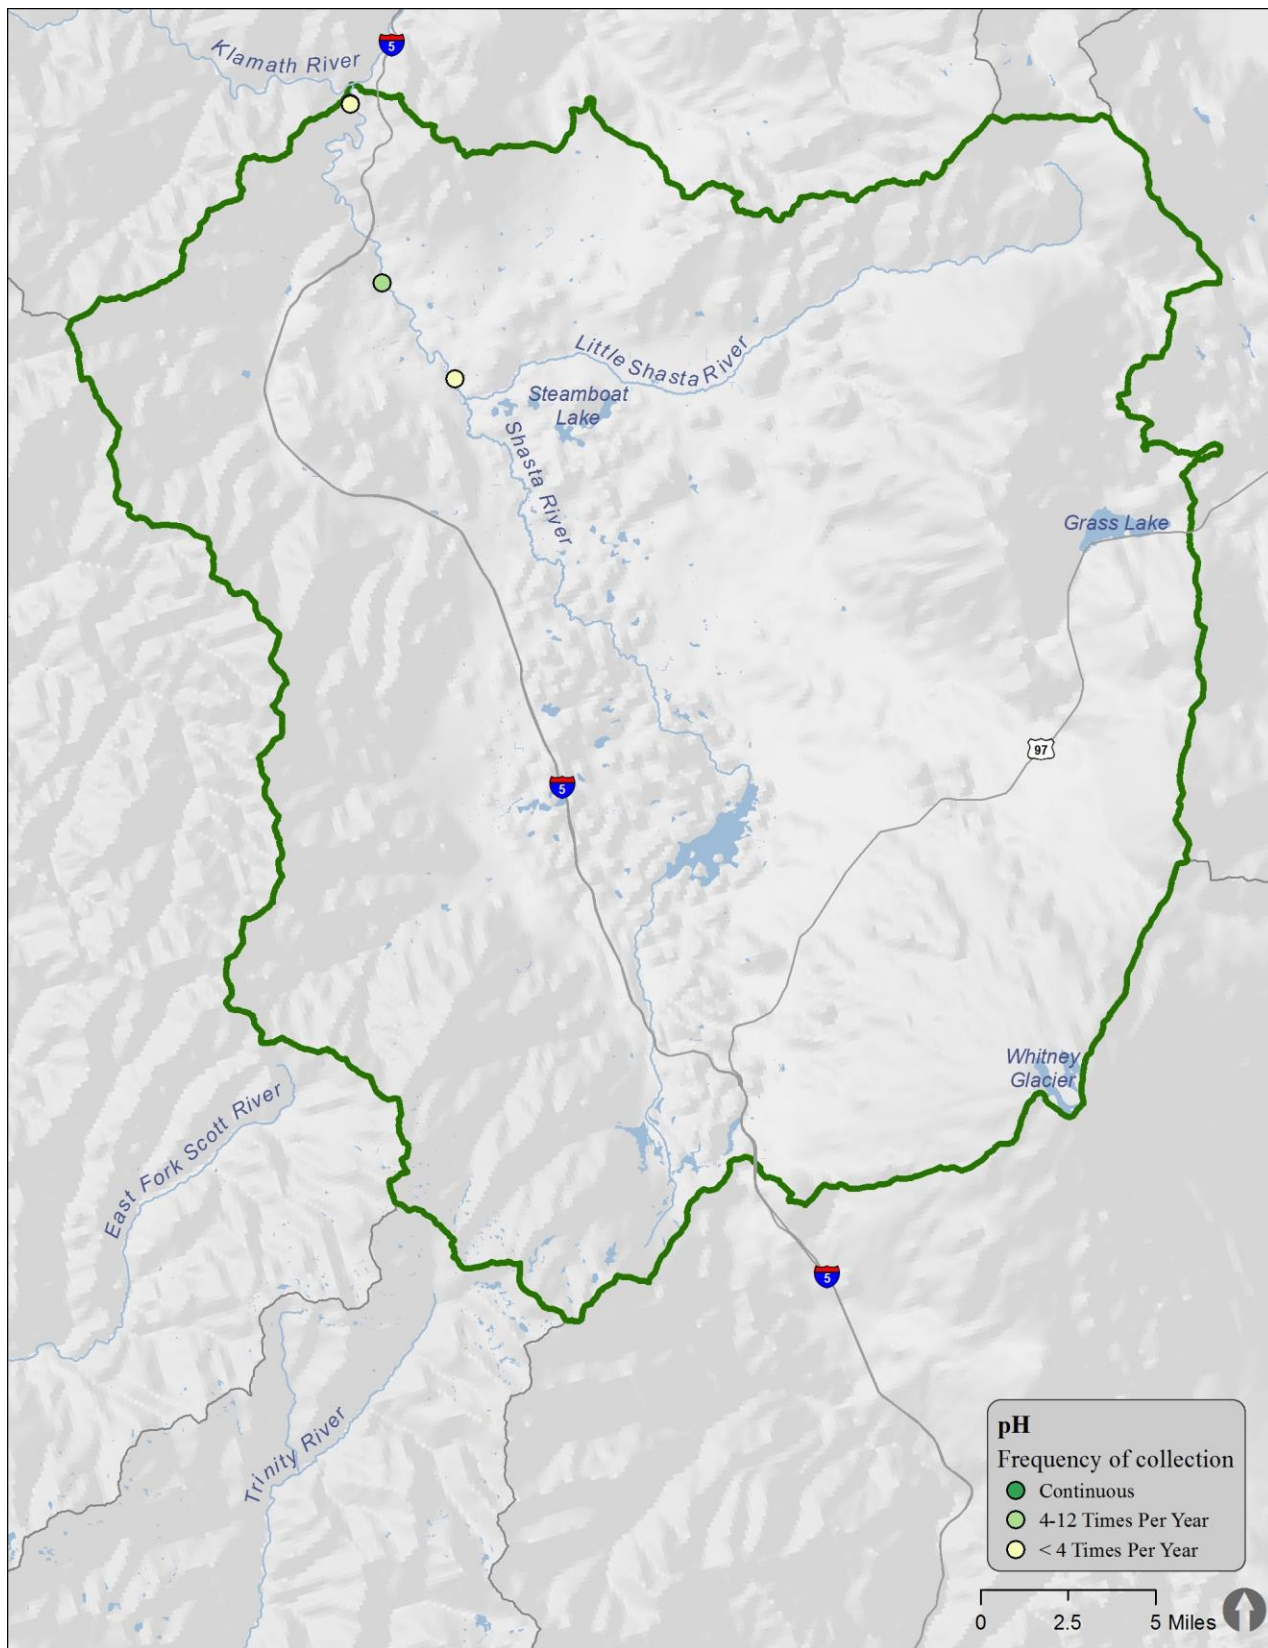 Klamath River
5
Little Shasta River
Steamboat
Lake
Shasta River
Grass Lake
97
5
Whitney
Glacier
East Fork Scott River
5
Trinity River
pH
Frequency of collection
Continuous
4-12 Times Per Year
< 4 Times Per Year
0 2.5 5 Miles